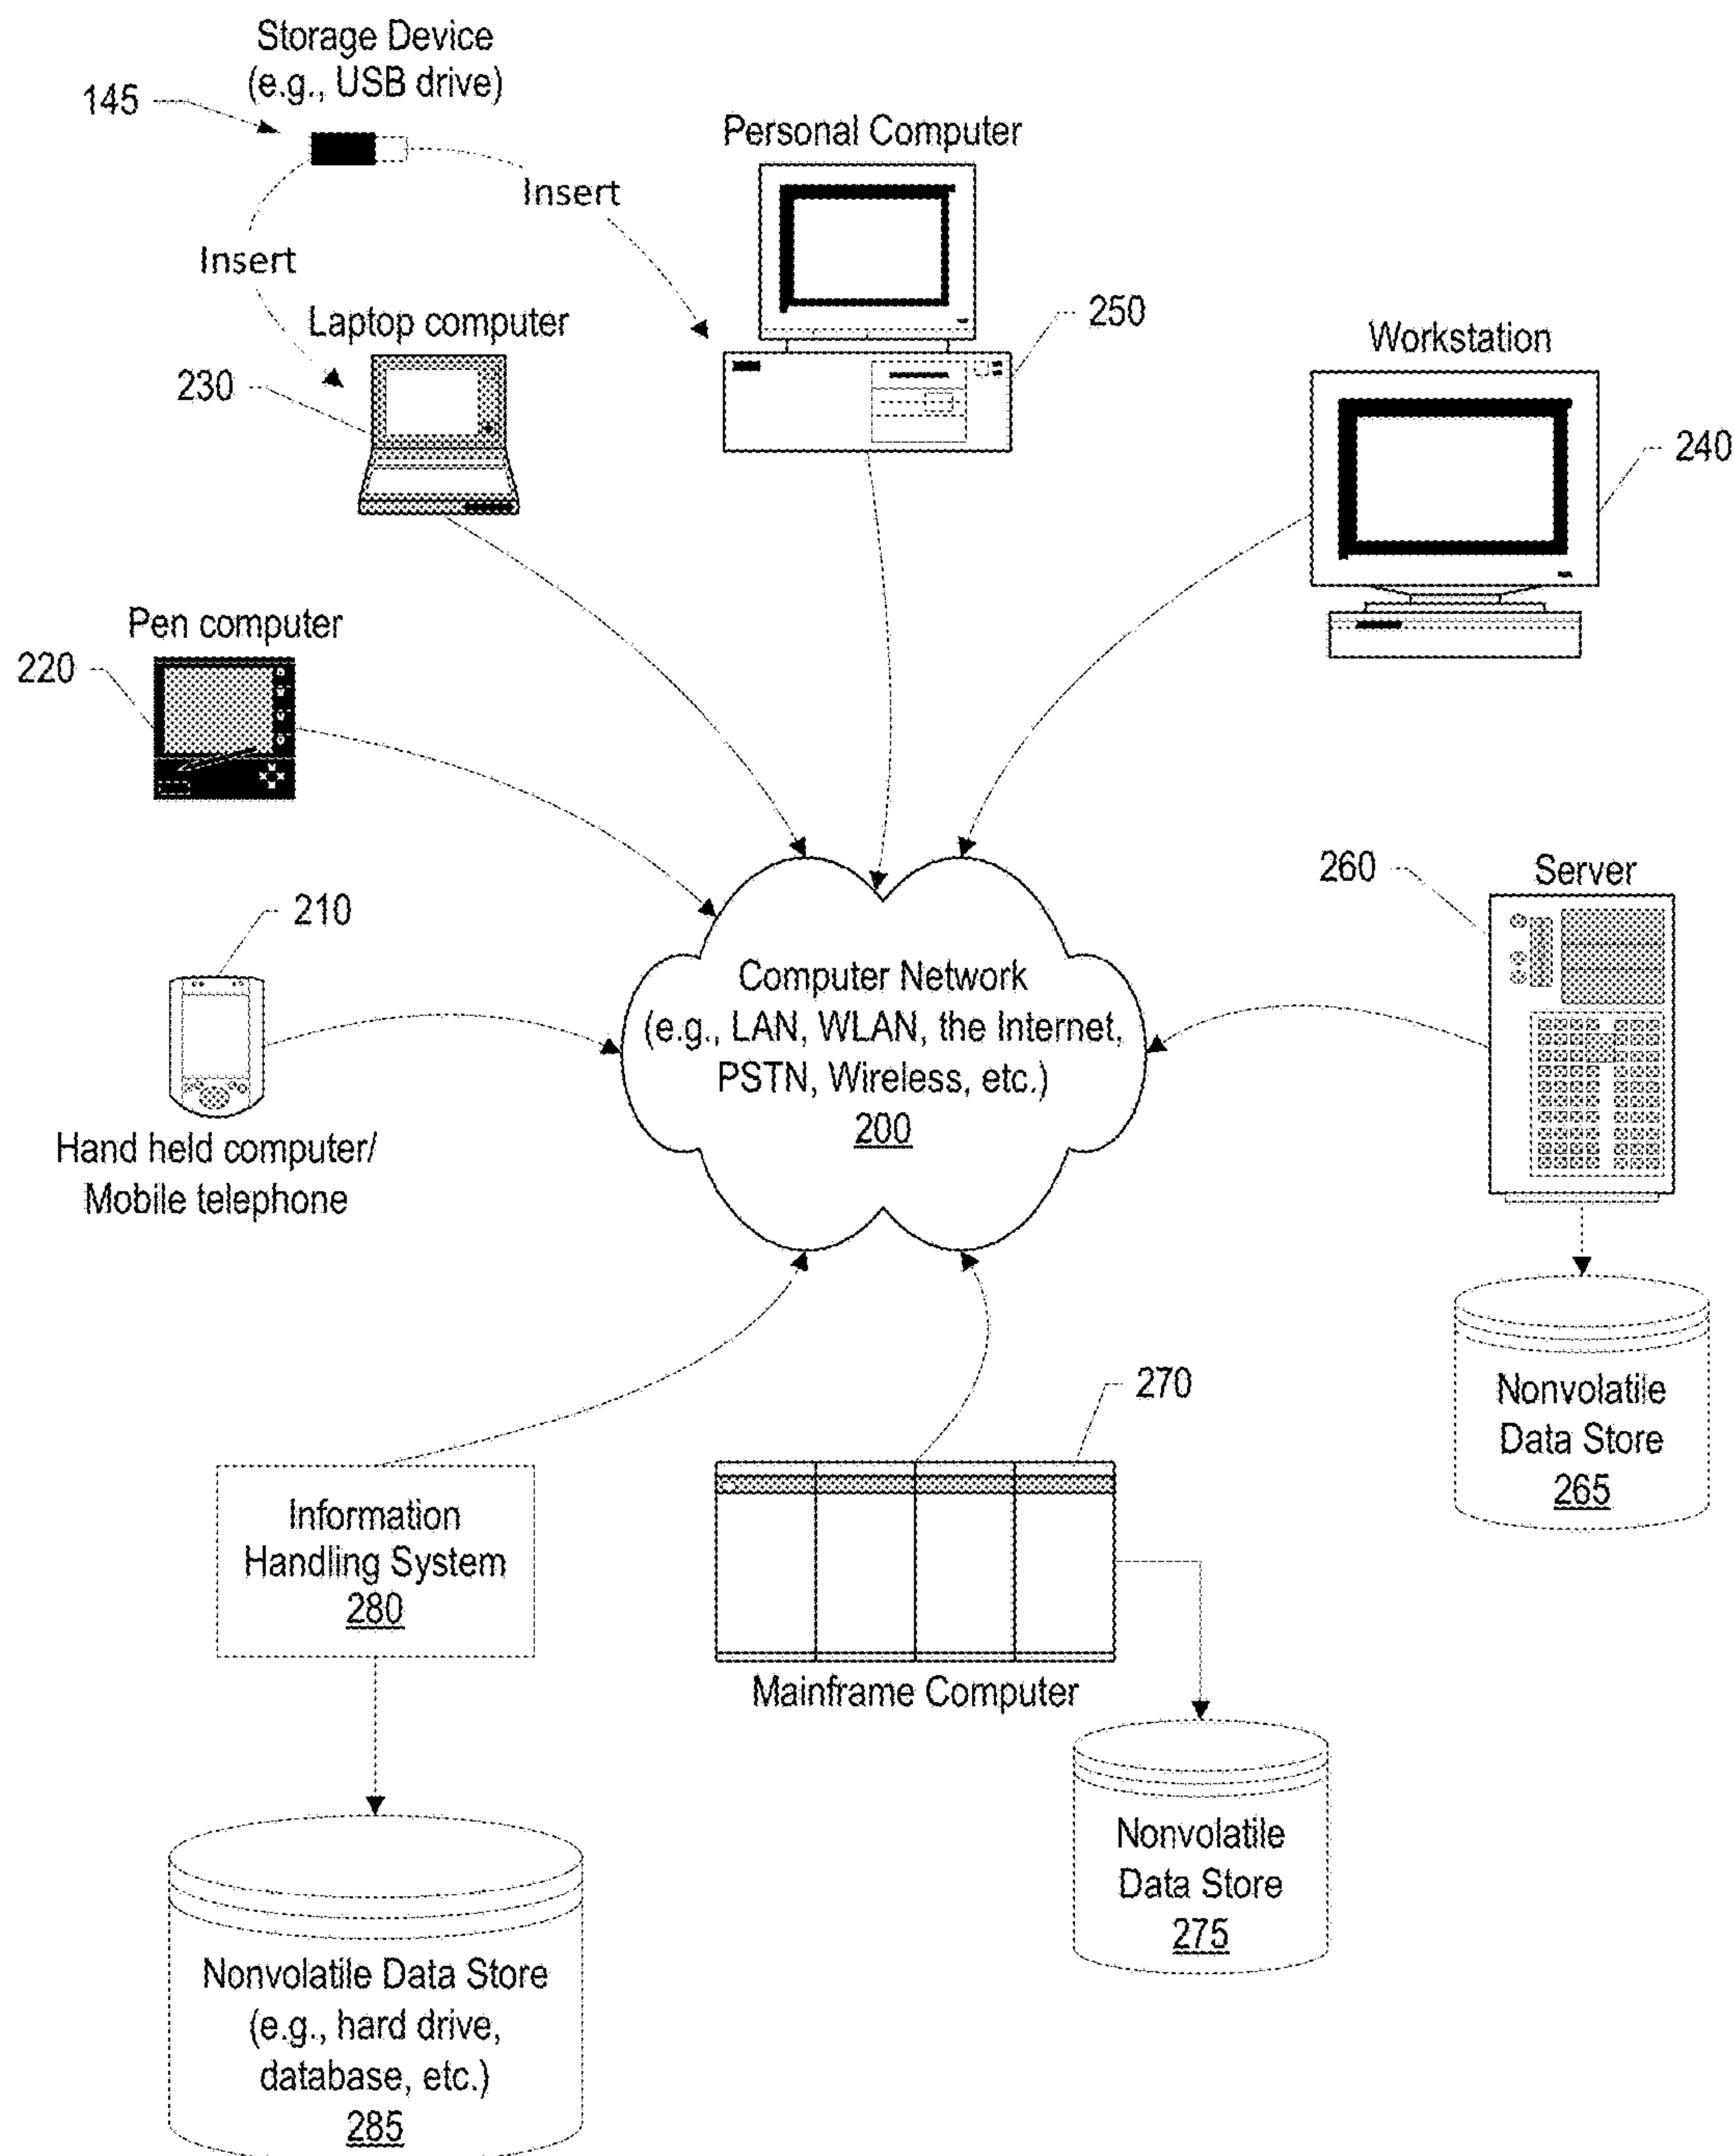 Storage Device
(e.g., USB drive)
145
Insert
Insert
Personal Computer
250
Laptop computer
230
Workstation
240
Pen computer
220
210
Hand held computer/
Mobile telephone
Computer Network
(e.g., LAN, WLAN, the Internet,
PSTN, Wireless, etc.)
200
260
Server
Nonvolatile
Data Store
265
270
Mainframe Computer
Information
Handling System
280
Nonvolatile
Data Store
275
Nonvolatile Data Store
(e.g., hard drive,
database, etc.)
285